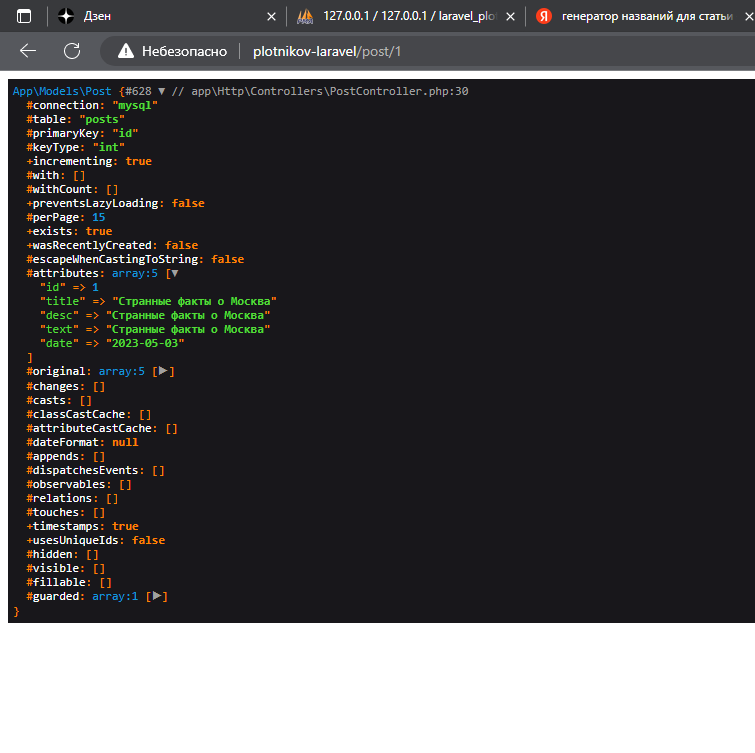 Дзен
127.0.0.1 / 127.0.0.1 / laravel_plot
генератор названий для статьи
Небезопасно
plotnikov-laravel/post/1
App\Models\Post {#628 ▼ // app\Http\Controllers\PostController.php:30
#connection: "mysql"
#table: "posts"
#primaryKey: "id"
#keyType: "int"
+incrementing: true
#with: []
#withCount: []
+preventsLazyLoading: false
#perPage: 15
+exists: true
+wasRecentlyCreated: false
#escapeWhenCastingToString: false
#attributes: array:5 [▼
"id" => 1
"title" => "Странные факты о Москва"
"desc" => "Странные факты о Москва"
"text" => "Странные факты о Москва"
"date" => "2023-05-03"
]
#original: array:5 [▶]
#changes: []
#casts: []
#classCastCache: []
#attributeCastCache: []
#dateFormat: null
#appends: []
#dispatchesEvents: []
#observables: []
#relations: []
#touches: []
+timestamps: true
+usesUniqueIds: false
#hidden: []
#visible: []
#fillable: []
#guarded: array:1 [▶]
}